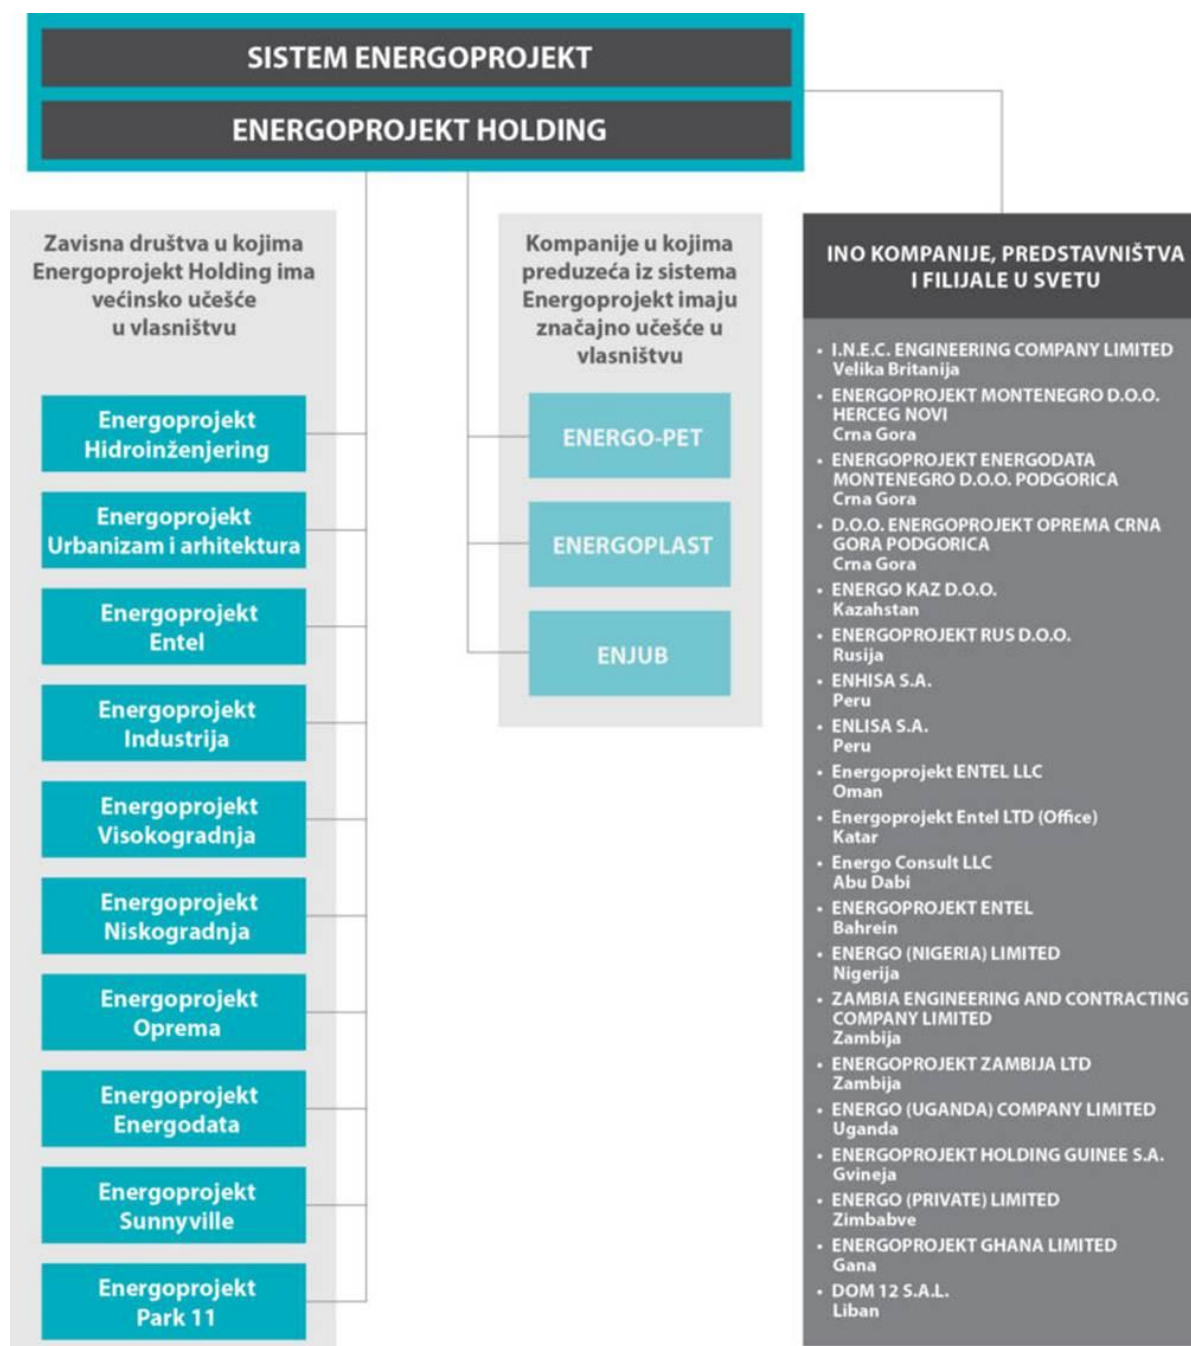 SISTEM ENERGOPROJEKT
ENERGOPROJEKT HOLDING
Zavisna društva u kojima
Energoprojekt Holding ima
većinsko učešće
u vlasništvu
Energoprojekt
Hidroinženjering
Energoprojekt
Urbanizam i arhitektura
Energoprojekt
Entel
Energoprojekt
Industrija
Energoprojekt
Visokogradnja
Energoprojekt
Niskogradnja
Energoprojekt
Oprema
Energoprojekt
Energodata
Energoprojekt
Sunnyville
Energoprojekt
Park 11
Kompanije u kojima
preduzeća iz sistema
Energoprojekt imaju
značajno učešće u
vlasništvu
ENERGO-PET
ENERGOPLAST
ENJUB
INO KOMPANIJE, PREDSTAVNIŠTVA
I FILIJALE U SVETU
• I.N.E.C. ENGINEERING COMPANY LIMITED
Velika Britanija
• ENERGOPROJEKT MONTENEGRO D.O.O.
HERCEG NOVI
Crna Gora
• ENERGOPROJEKT ENERGODATA
MONTENEGRO D.O.O. PODGORICA
Crna Gora
• D.O.O. ENERGOPROJEKT OPREMA CRNA
GORA PODGORICA
Crna Gora
• ENERGO KAZ D.O.O.
Kazahstan
• ENERGOPROJEKT RUS D.O.O.
Rusija
• ENHISA S.A.
Peru
• ENLISA S.A.
Peru
• Energoprojekt ENTEL LLC
Oman
• Energoprojekt Entel LTD (Office)
Katar
• Energo Consult LLC
Abu Dabi
• ENERGOPROJEKT ENTEL
Bahrein
• ENERGO (NIGERIA) LIMITED
Nigerija
• ZAMBIA ENGINEERING AND CONTRACTING
COMPANY LIMITED
Zambija
• ENERGOPROJEKT ZAMBIJA LTD
Zambija
• ENERGO (UGANDA) COMPANY LIMITED
Uganda
• ENERGOPROJEKT HOLDING GUINEE S.A.
Gvineja
• ENERGO (PRIVATE) LIMITED
Zimbabve
• ENERGOPROJEKT GHANA LIMITED
Gana
• DOM 12 S.A.L.
Liban